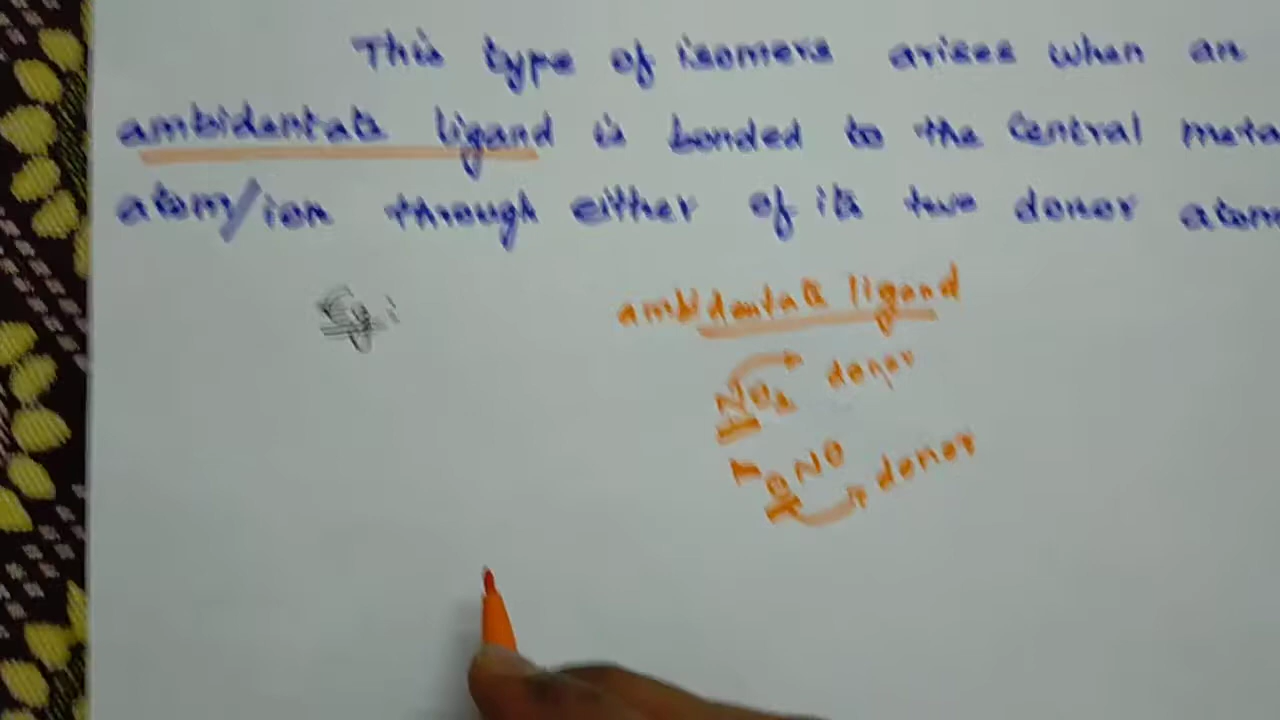 This type of isomers arises when an
ambidentate ligand is bonded to the central meta
atom/ion through either of its two donor atom
Eg:
ambidentate ligand
NO₂ donor
ONO donor